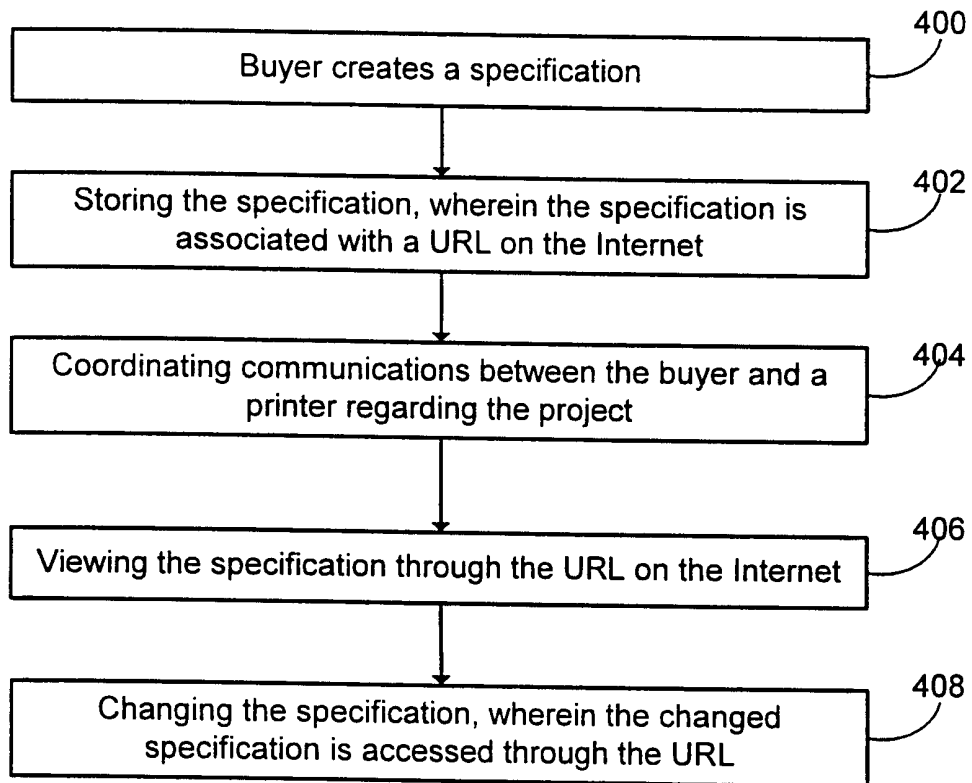 400
Buyer creates a specification
402
Storing the specification, wherein the specification is
associated with a URL on the Internet
404
Coordinating communications between the buyer and a
printer regarding the project
406
Viewing the specification through the URL on the Internet
408
Changing the specification, wherein the changed
specification is accessed through the URL